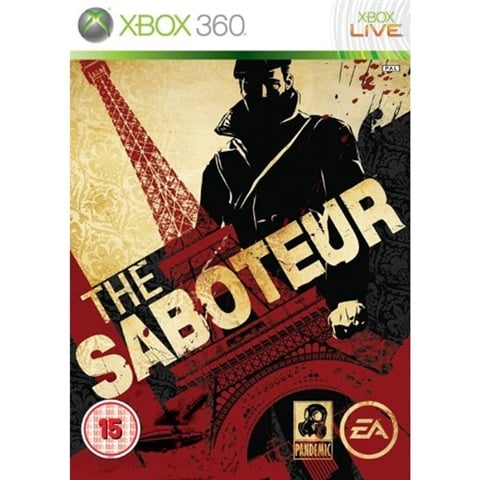 XBOX 360
XBOX
LIVE
PAL
THE
SABOTEUR
15
PANDEMIC
EA